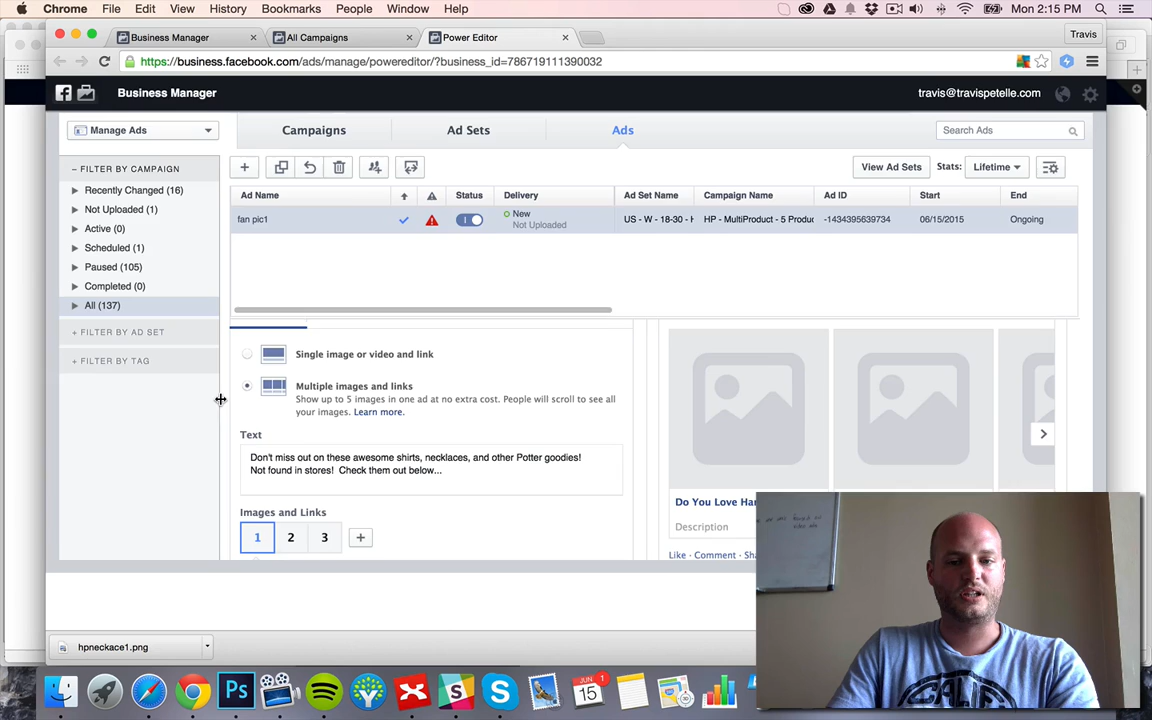 Chrome File Edit View History Bookmarks People Window Help Mon 2:15 PM
Business Manager All Campaigns Power Editor Travis
https://business.facebook.com/ads/manage/powereditor/?business_id=786719111390032
Business Manager travis@travispetelle.com
Manage Ads Campaigns Ad Sets Ads Search Ads
– FILTER BY CAMPAIGN View Ad Sets Stats: Lifetime
Recently Changed (16) Ad Name Status Delivery Ad Set Name Campaign Name Ad ID Start End
Not Uploaded (1) fan pic1 New US - W - 18-30 - HP - MultiProduct - 5 Produ -1434395639734 06/15/2015 Ongoing
Not Uploaded
Active (0)
Scheduled (1)
Paused (105)
Completed (0)
All (137)
+ FILTER BY AD SET
+ FILTER BY TAG
Single image or video and link
Multiple images and links
Show up to 5 images in one ad at no extra cost. People will scroll to see all
your images. Learn more.
Text
Don't miss out on these awesome shirts, necklaces, and other Potter goodies!
Not found in stores! Check them out below...
Images and Links
1 2 3 +
Do You Love Har
Description
Like · Comment · Sha
hpneckace1.png
Ps
JUN
15
1